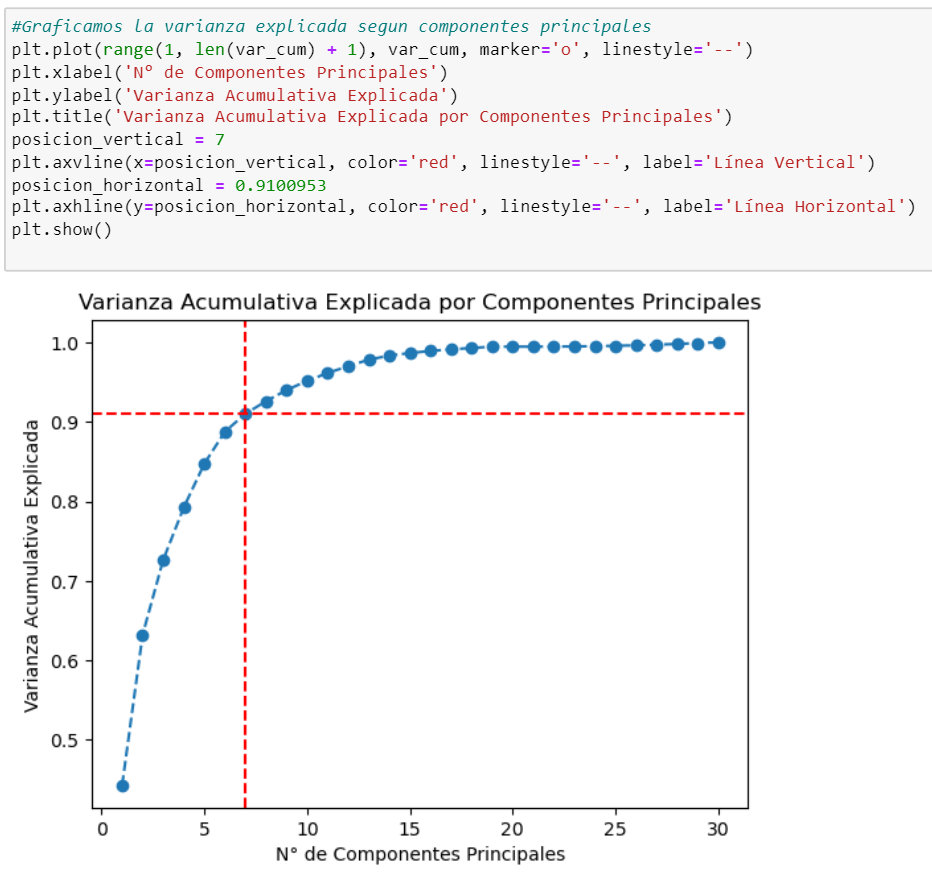 #Graficamos la varianza explicada segun componentes principales
plt.plot(range(1, len(var_cum) + 1), var_cum, marker='o', linestyle='--')
plt.xlabel('N° de Componentes Principales')
plt.ylabel('Varianza Acumulativa Explicada')
plt.title('Varianza Acumulativa Explicada por Componentes Principales')
posicion_vertical = 7
plt.axvline(x=posicion_vertical, color='red', linestyle='--', label='Línea Vertical')
posicion_horizontal = 0.9100953
plt.axhline(y=posicion_horizontal, color='red', linestyle='--', label='Línea Horizontal')
plt.show()
Varianza Acumulativa Explicada por Componentes Principales
Varianza Acumulativa Explicada
1.0
0.9
0.8
0.7
0.6
0.5
0 5 10 15 20 25 30
N° de Componentes Principales